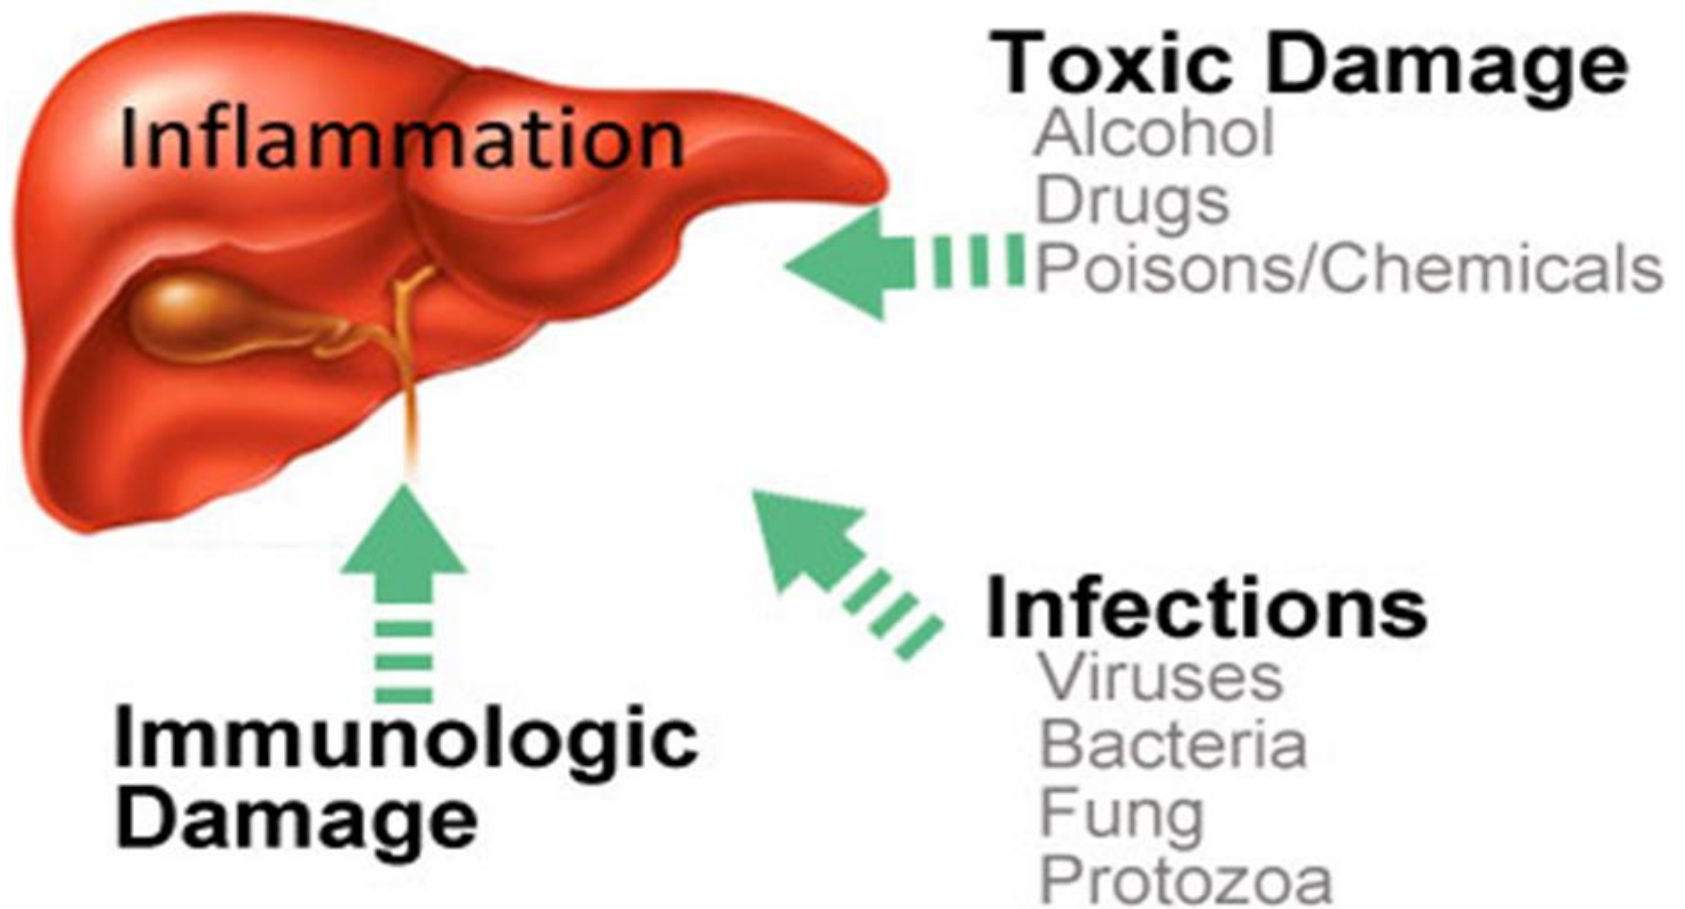 Inflammation
Toxic Damage
Alcohol
Drugs
Poisons/Chemicals
Immunologic
Damage
Infections
Viruses
Bacteria
Fung
Protozoa